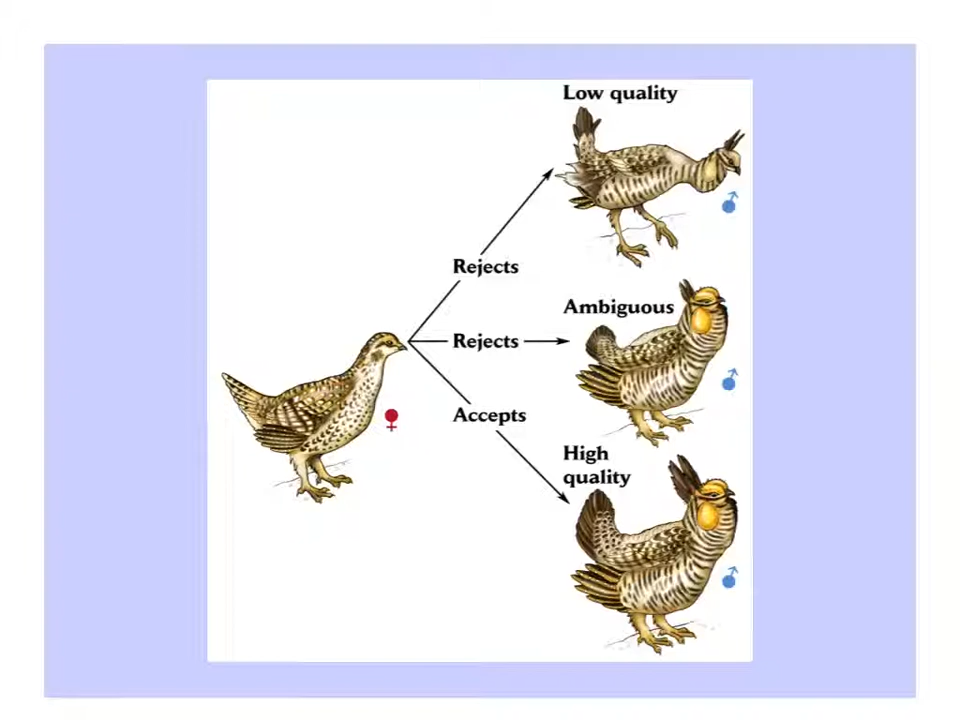 Low quality
Rejects
Ambiguous
Rejects
Accepts
High
quality